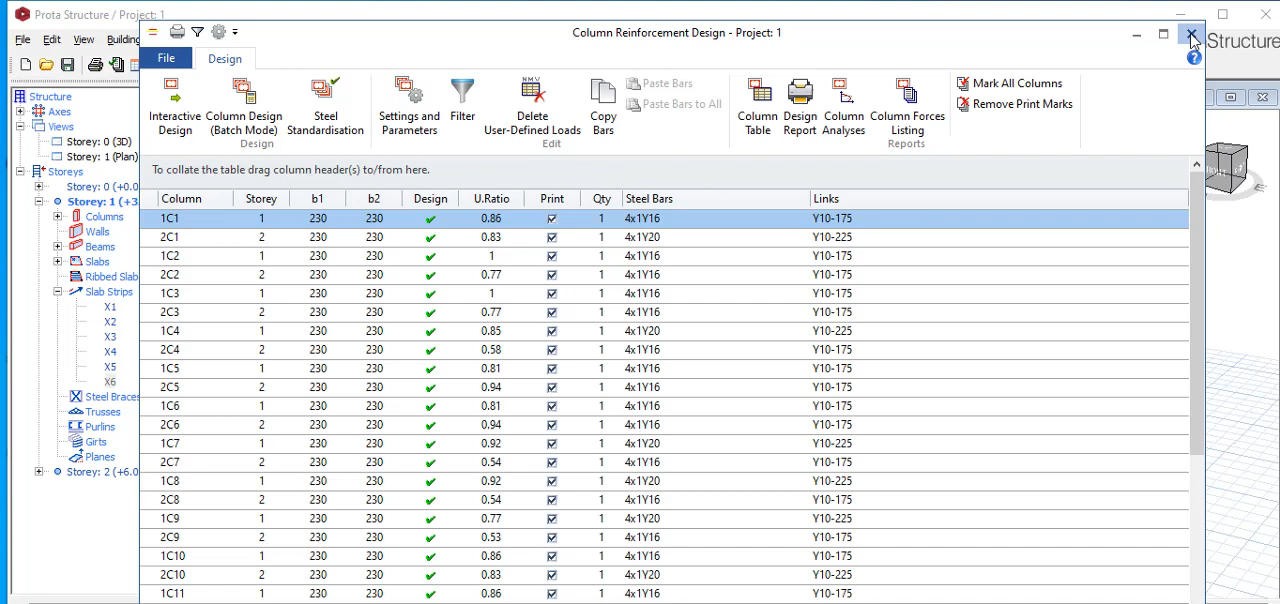 Prota Structure / Project: 1
File Edit View Building
Column Reinforcement Design - Project: 1
File Design
Interactive Design
Column Design (Batch Mode)
Steel Standardisation
Design
Settings and Parameters
Filter
Delete User-Defined Loads
Copy Bars
Paste Bars
Paste Bars to All
Edit
Column Table
Design Report
Column Analyses
Column Forces Listing
Mark All Columns
Remove Print Marks
Reports
Structure
To collate the table drag column header(s) to/from here.
Column Storey b1 b2 Design U.Ratio Print Qty Steel Bars Links
1C1 1 230 230 0.86 1 4x1Y16 Y10-175
2C1 2 230 230 0.83 1 4x1Y20 Y10-225
1C2 1 230 230 1 1 4x1Y16 Y10-175
2C2 2 230 230 0.77 1 4x1Y16 Y10-175
1C3 1 230 230 1 1 4x1Y16 Y10-175
2C3 2 230 230 0.77 1 4x1Y16 Y10-175
1C4 1 230 230 0.85 1 4x1Y20 Y10-225
2C4 2 230 230 0.58 1 4x1Y16 Y10-175
1C5 1 230 230 0.81 1 4x1Y16 Y10-175
2C5 2 230 230 0.94 1 4x1Y16 Y10-175
1C6 1 230 230 0.81 1 4x1Y16 Y10-175
2C6 2 230 230 0.94 1 4x1Y16 Y10-175
1C7 1 230 230 0.92 1 4x1Y20 Y10-225
2C7 2 230 230 0.54 1 4x1Y16 Y10-175
1C8 1 230 230 0.92 1 4x1Y20 Y10-225
2C8 2 230 230 0.54 1 4x1Y16 Y10-175
1C9 1 230 230 0.77 1 4x1Y20 Y10-225
2C9 2 230 230 0.53 1 4x1Y16 Y10-175
1C10 1 230 230 0.86 1 4x1Y16 Y10-175
2C10 2 230 230 0.83 1 4x1Y20 Y10-225
1C11 1 230 230 0.86 1 4x1Y16 Y10-175
Structure
Axes
Views
Storey: 0 (3D)
Storey: 1 (Plan)
Storeys
Storey: 0 (+0.0
Storey: 1 (+3.
Columns
Walls
Beams
Slabs
Ribbed Slab
Slab Strips
X1
X2
X3
X4
X5
X6
Steel Braces
Trusses
Purlins
Girts
Planes
Storey: 2 (+6.0